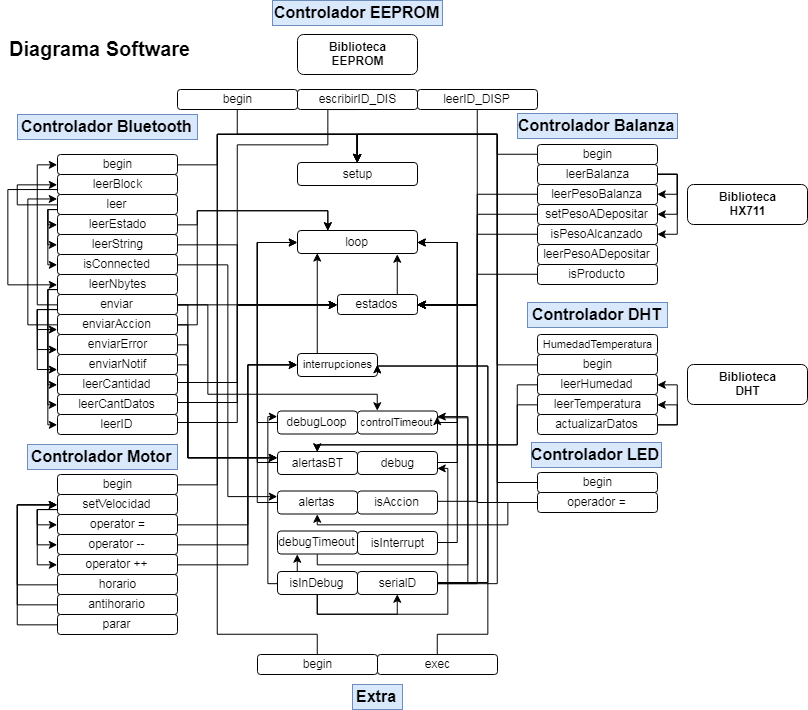 Controlador EEPROM
Diagrama Software
Biblioteca
EEPROM
begin
escribirID_DIS
leerID_DISP
Controlador Bluetooth
begin
leerBlock
leer
leerEstado
leerString
isConnected
leerNbytes
enviar
enviarAccion
enviarError
enviarNotif
leerCantidad
leerCantDatos
leerID
Controlador Motor
begin
setVelocidad
operator =
operator --
operator ++
horario
antihorario
parar
setup
loop
estados
interrupciones
debugLoop
controlTimeout
alertasBT
debug
alertas
isAccion
debugTimeout
isInterrupt
isInDebug
serialD
begin
exec
Extra
Controlador Balanza
begin
leerBalanza
leerPesoBalanza
setPesoADepositar
isPesoAlcanzado
leerPesoADepositar
isProducto
Biblioteca
HX711
Controlador DHT
HumedadTemperatura
begin
leerHumedad
leerTemperatura
actualizarDatos
Biblioteca
DHT
Controlador LED
begin
operador =